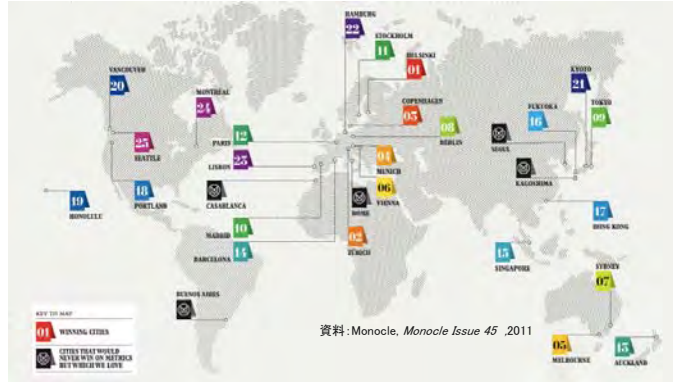 HAMBURG
22
STOCKHOLM
11
HELSINKI
01
VANCOUVER
20
MONTREAL
24
COPENHAGEN
03
KYOTO
21
FUKUOKA
16
TOKYO
09
PARIS
12
BERLIN
08
SEOUL
25
SEATTLE
LISBON
23
04
MUNICH
KAGOSHIMA
19
HONOLULU
18
PORTLAND
CASABLANCA
ROME
06
VIENNA
17
HONG KONG
MADRID
10
02
ZURICH
BARCELONA
14
15
SINGAPORE
SYDNEY
07
BUENOS AIRES
KEY TO MAP
01 WINNING CITIES
CITIES THAT WOULD
NEVER WIN ON METRICS
BUT WHICH WE LOVE
資料:Monocle, Monocle Issue 45 ,2011
05
MELBOURNE
13
AUCKLAND